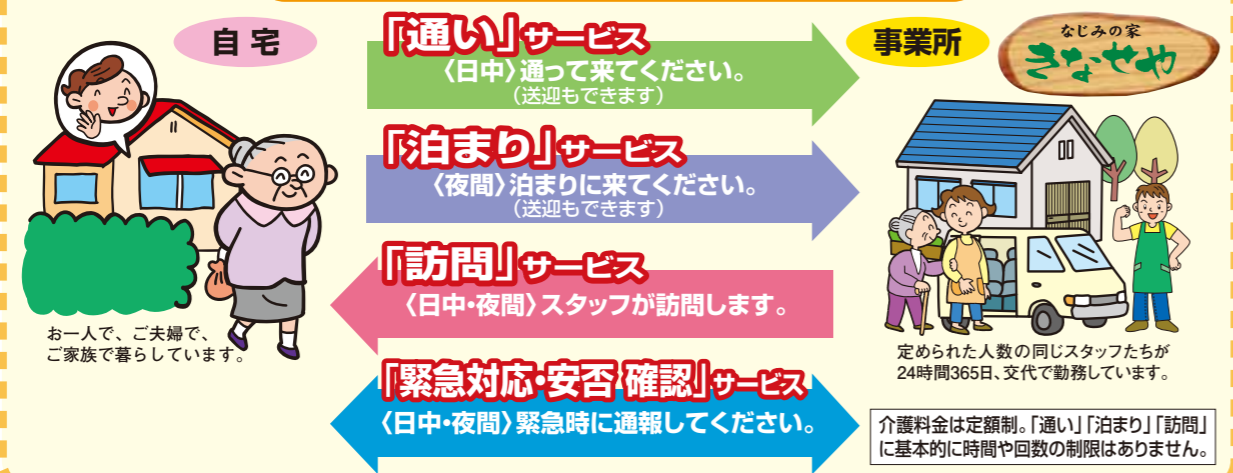 自宅
「通い」サービス
〈日中〉通って来てください。
（送迎もできます）
事業所
なじみの家
きなせや
「泊まり」サービス
〈夜間〉泊まりに来てください。
（送迎もできます）
「訪問」サービス
〈日中・夜間〉スタッフが訪問します。
お一人で、ご夫婦で、
ご家族で暮らしています。
定められた人数の同じスタッフたちが
24時間365日、交代で勤務しています。
「緊急対応・安否 確認」サービス
〈日中・夜間〉緊急時に通報してください。
介護料金は定額制。「通い」「泊まり」「訪問」
に基本的に時間や回数の制限はありません。